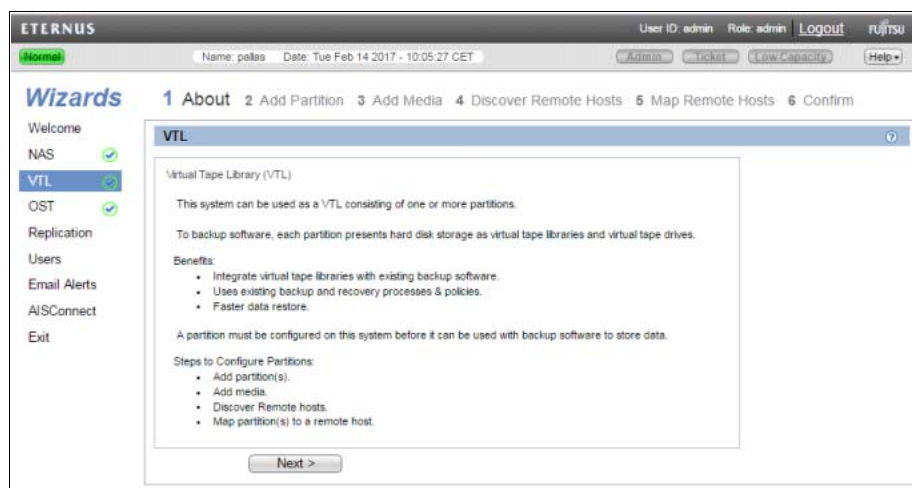 ETERNUS
User ID: admin Role: admin Logout FUJITSU
Normal Name: pallas Date: Tue Feb 14 2017 - 10:05:27 CET Admin Ticket Low Capacity Help
Wizards
1 About 2 Add Partition 3 Add Media 4 Discover Remote Hosts 5 Map Remote Hosts 6 Confirm
Welcome
NAS
VTL
OST
Replication
Users
Email Alerts
AISConnect
Exit
VTL
Virtual Tape Library (VTL)
This system can be used as a VTL consisting of one or more partitions.
To backup software, each partition presents hard disk storage as virtual tape libraries and virtual tape drives.
Benefits:
• Integrate virtual tape libraries with existing backup software.
• Uses existing backup and recovery processes & policies.
• Faster data restore.
A partition must be configured on this system before it can be used with backup software to store data.
Steps to Configure Partitions:
• Add partition(s).
• Add media.
• Discover Remote hosts.
• Map partition(s) to a remote host.
Next >